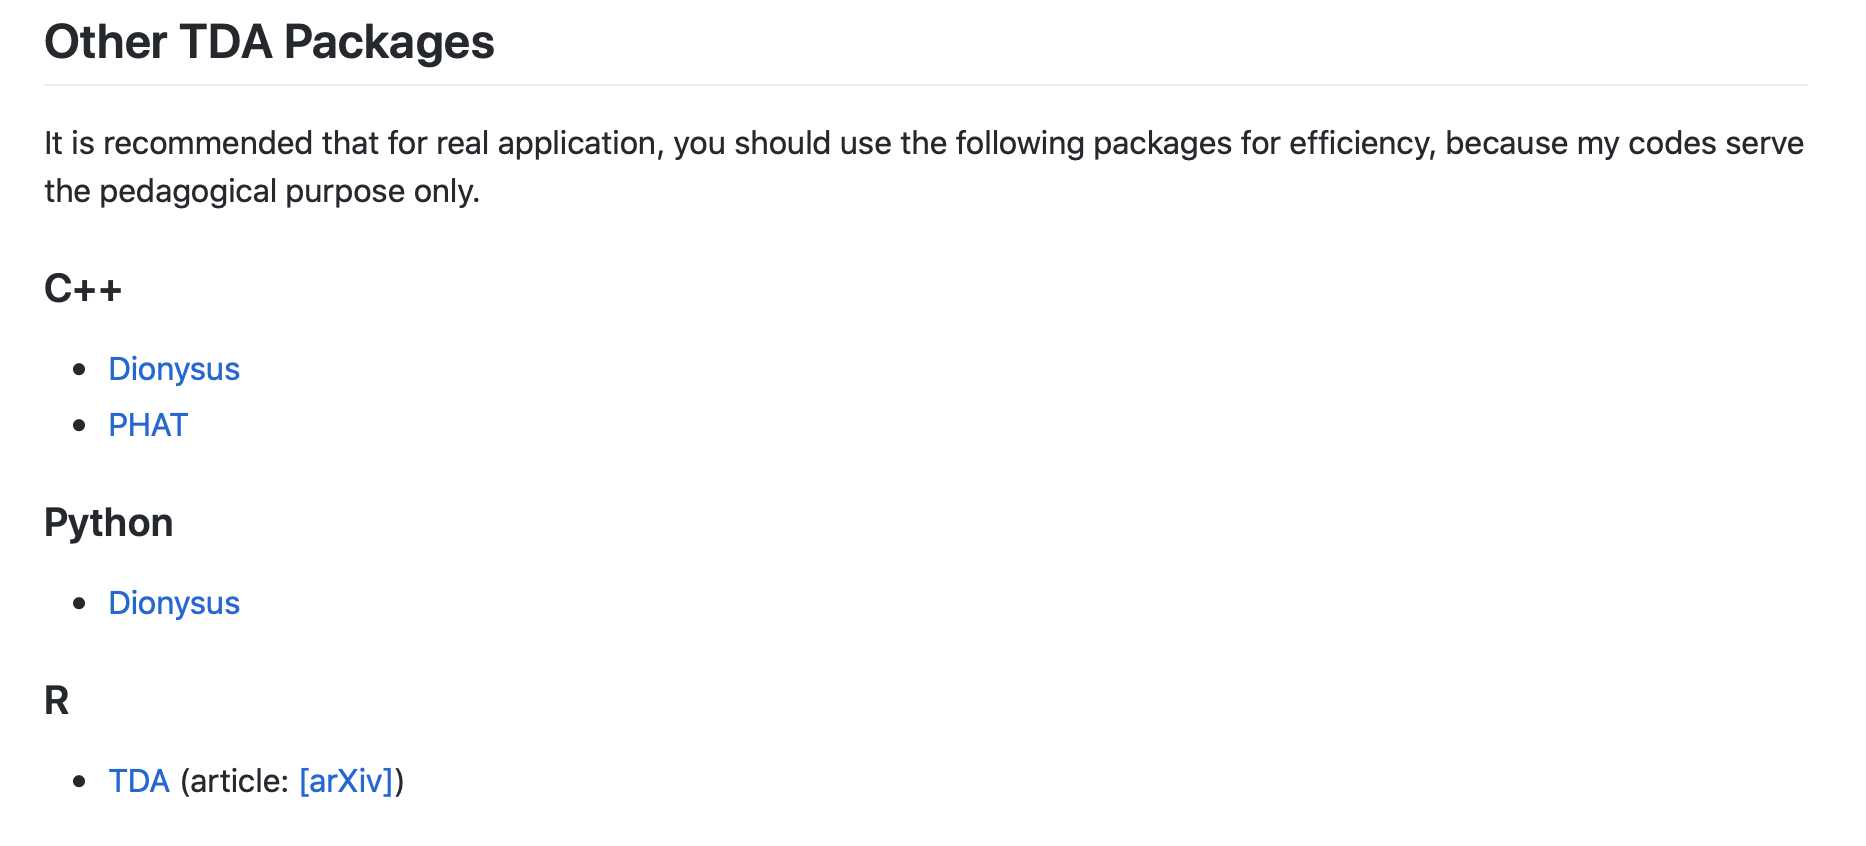 Other TDA Packages
It is recommended that for real application, you should use the following packages for efficiency, because my codes serve
the pedagogical purpose only.
C++
• Dionysus
• PHAT
Python
• Dionysus
R
• TDA (article: [arXiv])